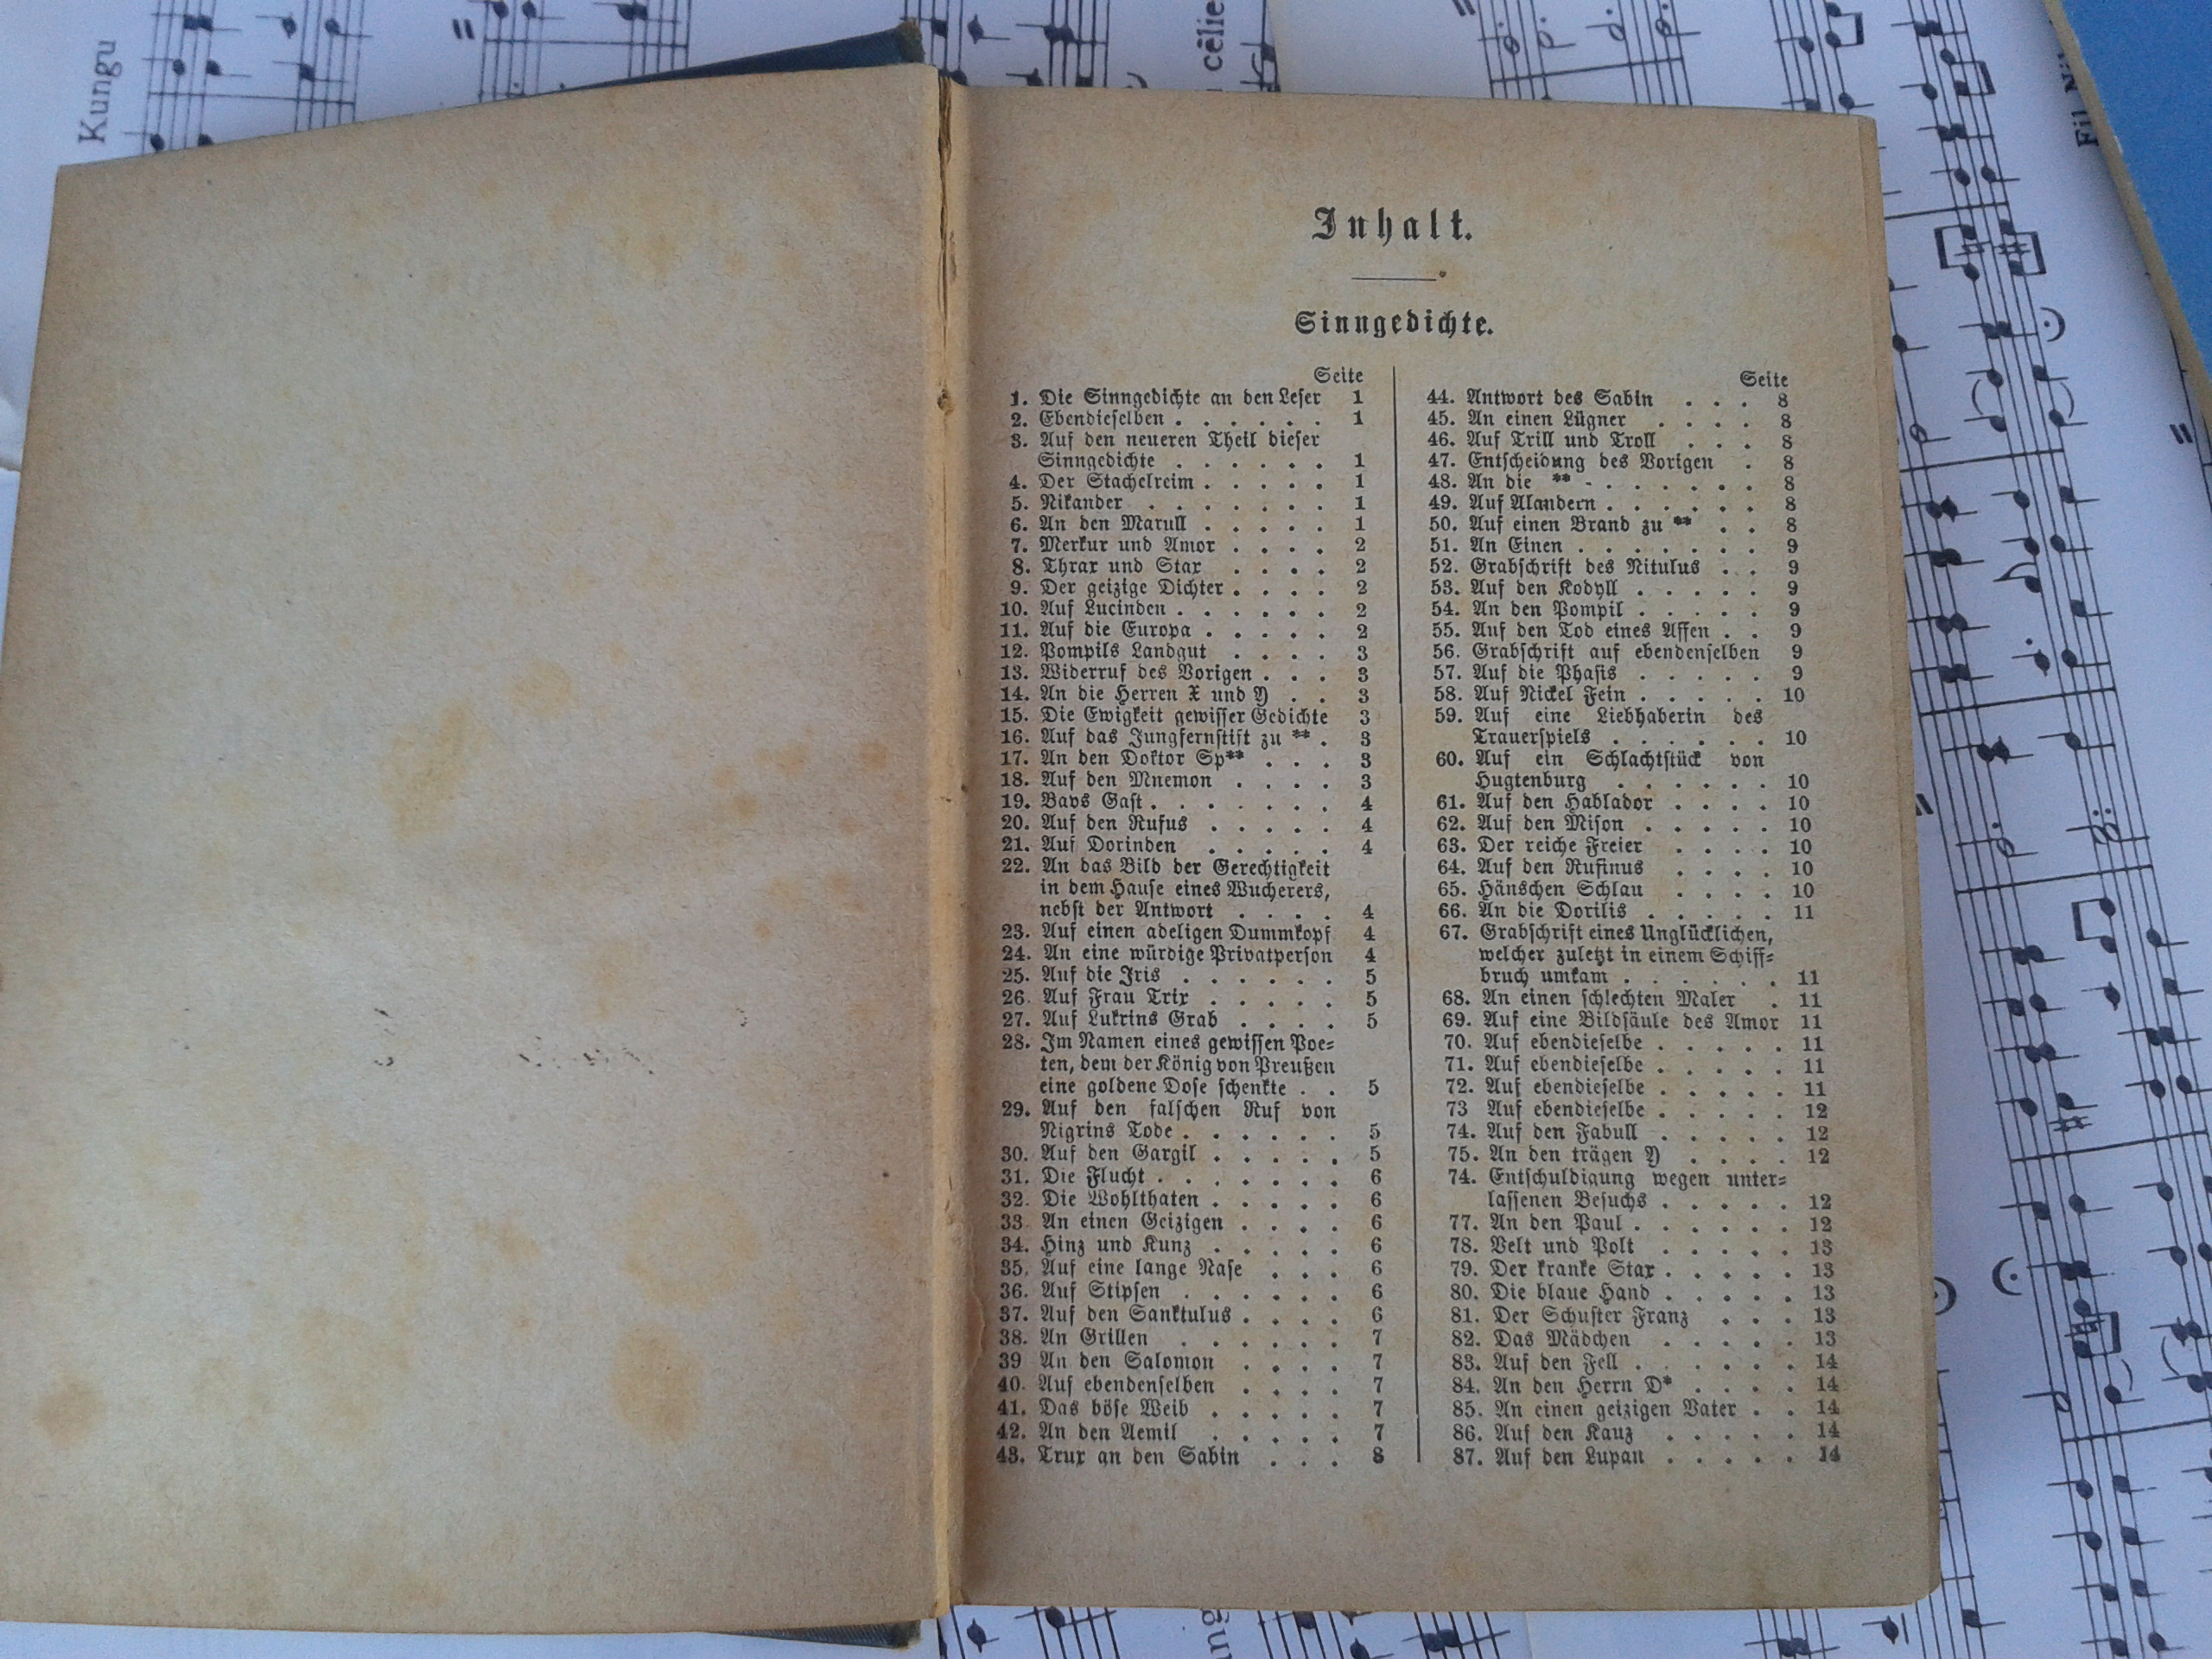 Kungu
cēlie
Inhalt.
Sinngedichte.
Seite
1. Die Sinngedichte an den Leser 1
2. Ebendieselben . . . . . . 1
3. Auf den neueren Theil dieser
Sinngedichte . . . . . . 1
4. Der Stachelreim . . . . . 1
5. Nikander . . . . . . . 1
6. An den Marull . . . . . 1
7. Merkur und Amor . . . . 2
8. Thrax und Stax . . . . 2
9. Der geizige Dichter . . . . 2
10. Auf Lucinden . . . . . . 2
11. Auf die Europa . . . . . 2
12. Pompils Landgut . . . . 3
13. Widerruf des Vorigen . . . 3
14. An die Herren X und Y . . 3
15. Die Ewigkeit gewisser Gedichte 3
16. Auf das Jungfernstift zu ** . 3
17. An den Doktor Sp** . . . 3
18. Auf den Mnemon . . . . 3
19. Bavs Gast . . . . . . . 4
20. Auf den Rufus . . . . . 4
21. Auf Dorinden . . . . . 4
22. An das Bild der Gerechtigkeit
in dem Hause eines Wucherers,
nebst der Antwort . . . . 4
23. Auf einen adeligen Dummkopf 4
24. An eine würdige Privatperson 4
25. Auf die Iris . . . . . . 5
26. Auf Frau Trix . . . . . 5
27. Auf Lukrins Grab . . . . 5
28. Im Namen eines gewissen Poe=
ten, dem der König von Preußen
eine goldene Dose schenkte . . 5
29. Auf den falschen Ruf von
Nigrins Tode . . . . . . 5
30. Auf den Gargil . . . . . 5
31. Die Flucht . . . . . . . 6
32. Die Wohlthaten . . . . . 6
33. An einen Geizigen . . . . 6
34. Hinz und Kunz . . . . . 6
35. Auf eine lange Nase . . . 6
36. Auf Stipsen . . . . . . 6
37. Auf den Sanktulus . . . . 6
38. An Grillen . . . . . . 7
39 An den Salomon . . . . 7
40. Auf ebendenselben . . . . 7
41. Das böse Weib . . . . . 7
42. An den Aemil . . . . . 7
43. Trux an den Sabin . . . 8
Seite
44. Antwort des Sabin . . . 8
45. An einen Lügner . . . . 8
46. Auf Trill und Troll . . . 8
47. Entscheidung des Vorigen . 8
48. An die ** - . . . . . . 8
49. Auf Alandern . . . . . . 8
50. Auf einen Brand zu ** . . 8
51. An Einen . . . . . . . 9
52. Grabschrift des Nitulus . . 9
53. Auf den Kodyll . . . . . 9
54. An den Pompil . . . . . 9
55. Auf den Tod eines Affen . . 9
56. Grabschrift auf ebendenselben 9
57. Auf die Phasis . . . . . 9
58. Auf Nickel Fein . . . . . 10
59. Auf eine Liebhaberin des
Trauerspiels . . . . . . 10
60. Auf ein Schlachtstück von
Hugtenburg . . . . . . 10
61. Auf den Hablador . . . . 10
62. Auf den Mison . . . . . 10
63. Der reiche Freier . . . . 10
64. Auf den Rufinus . . . . 10
65. Hänschen Schlau . . . . 10
66. An die Dorilis . . . . . 11
67. Grabschrift eines Unglücklichen,
welcher zuletzt in einem Schiff=
bruch umkam . . . . . . 11
68. An einen schlechten Maler . 11
69. Auf eine Bildsäule des Amor 11
70. Auf ebendieselbe . . . . . 11
71. Auf ebendieselbe . . . . . 11
72. Auf ebendieselbe . . . . . 11
73 Auf ebendieselbe . . . . . 12
74. Auf den Fabull . . . . . 12
75. An den trägen Y . . . . 12
74. Entschuldigung wegen unter=
lassenen Besuchs . . . . . 12
77. An den Paul . . . . . . 12
78. Velt und Polt . . . . . 13
79. Der kranke Stax . . . . . 13
80. Die blaue Hand . . . . . 13
81. Der Schuster Franz . . . 13
82. Das Mädchen . . . . . 13
83. Auf den Fell . . . . . . 14
84. An den Herrn D* . . . . 14
85. An einen geizigen Vater . . 14
86. Auf den Kauz . . . . . 14
87. Auf den Lupan . . . . . 14